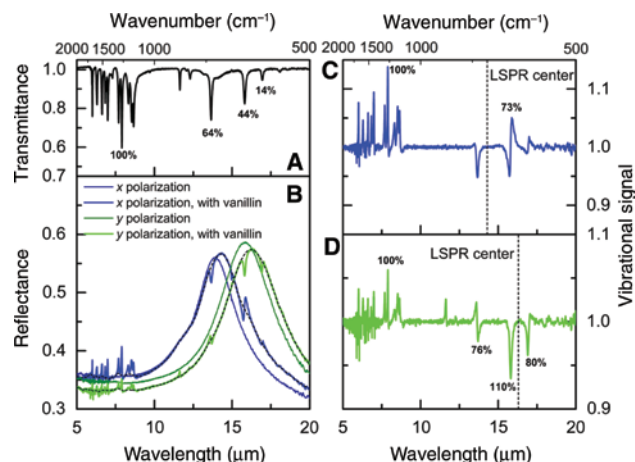 Wavenumber (cm⁻¹)
2000 1500 1000 500
Transmittance
1.0
0.9
0.8
0.7
0.6
100%
64%
44%
14%
A
B
x polarization
x polarization, with vanillin
y polarization
y polarization, with vanillin
Reflectance
0.6
0.5
0.4
0.3
5 10 15 20
Wavelength (μm)
Wavenumber (cm⁻¹)
2000 1500 1000 500
C
100%
LSPR center
73%
1.1
1.0
0.9
Vibrational signal
D
LSPR center
100%
76%
110%
80%
1.1
1.0
0.9
5 10 15 20
Wavelength (μm)